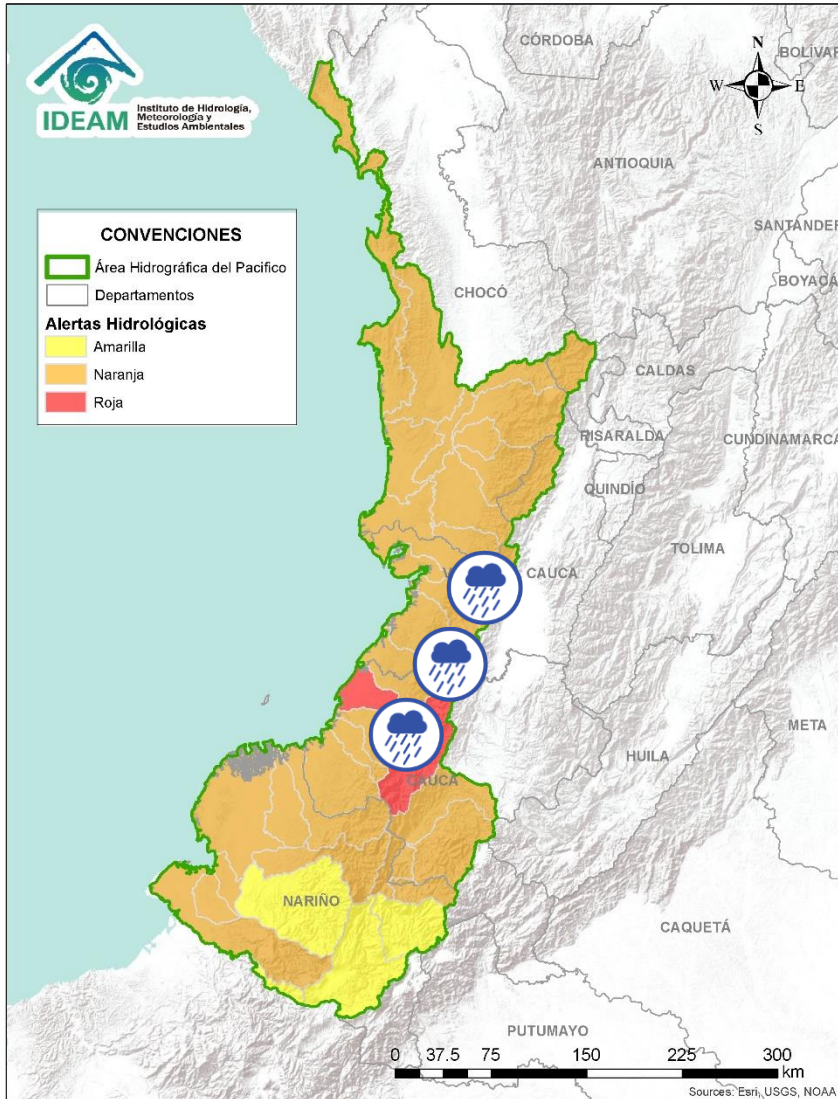 CÓRDOBA
BOLÍVAR
N
W
E
S
IDEAM
Instituto de Hidrología,
Meteorología y
Estudios Ambientales
ANTIOQUIA
SANTANDER
BOYACÁ
CONVENCIONES
Área Hidrográfica del Pacifico
Departamentos
Alertas Hidrológicas
Amarilla
Naranja
Roja
CHOCÓ
CALDAS
RISARALDA
CUNDINAMARCA
QUINDÍO
TOLIMA
CAUCA
META
HUILA
CAUCA
NARIÑO
CAQUETÁ
PUTUMAYO
0 37.5 75 150 225 300
km
Sources: Esri, USGS, NOAA